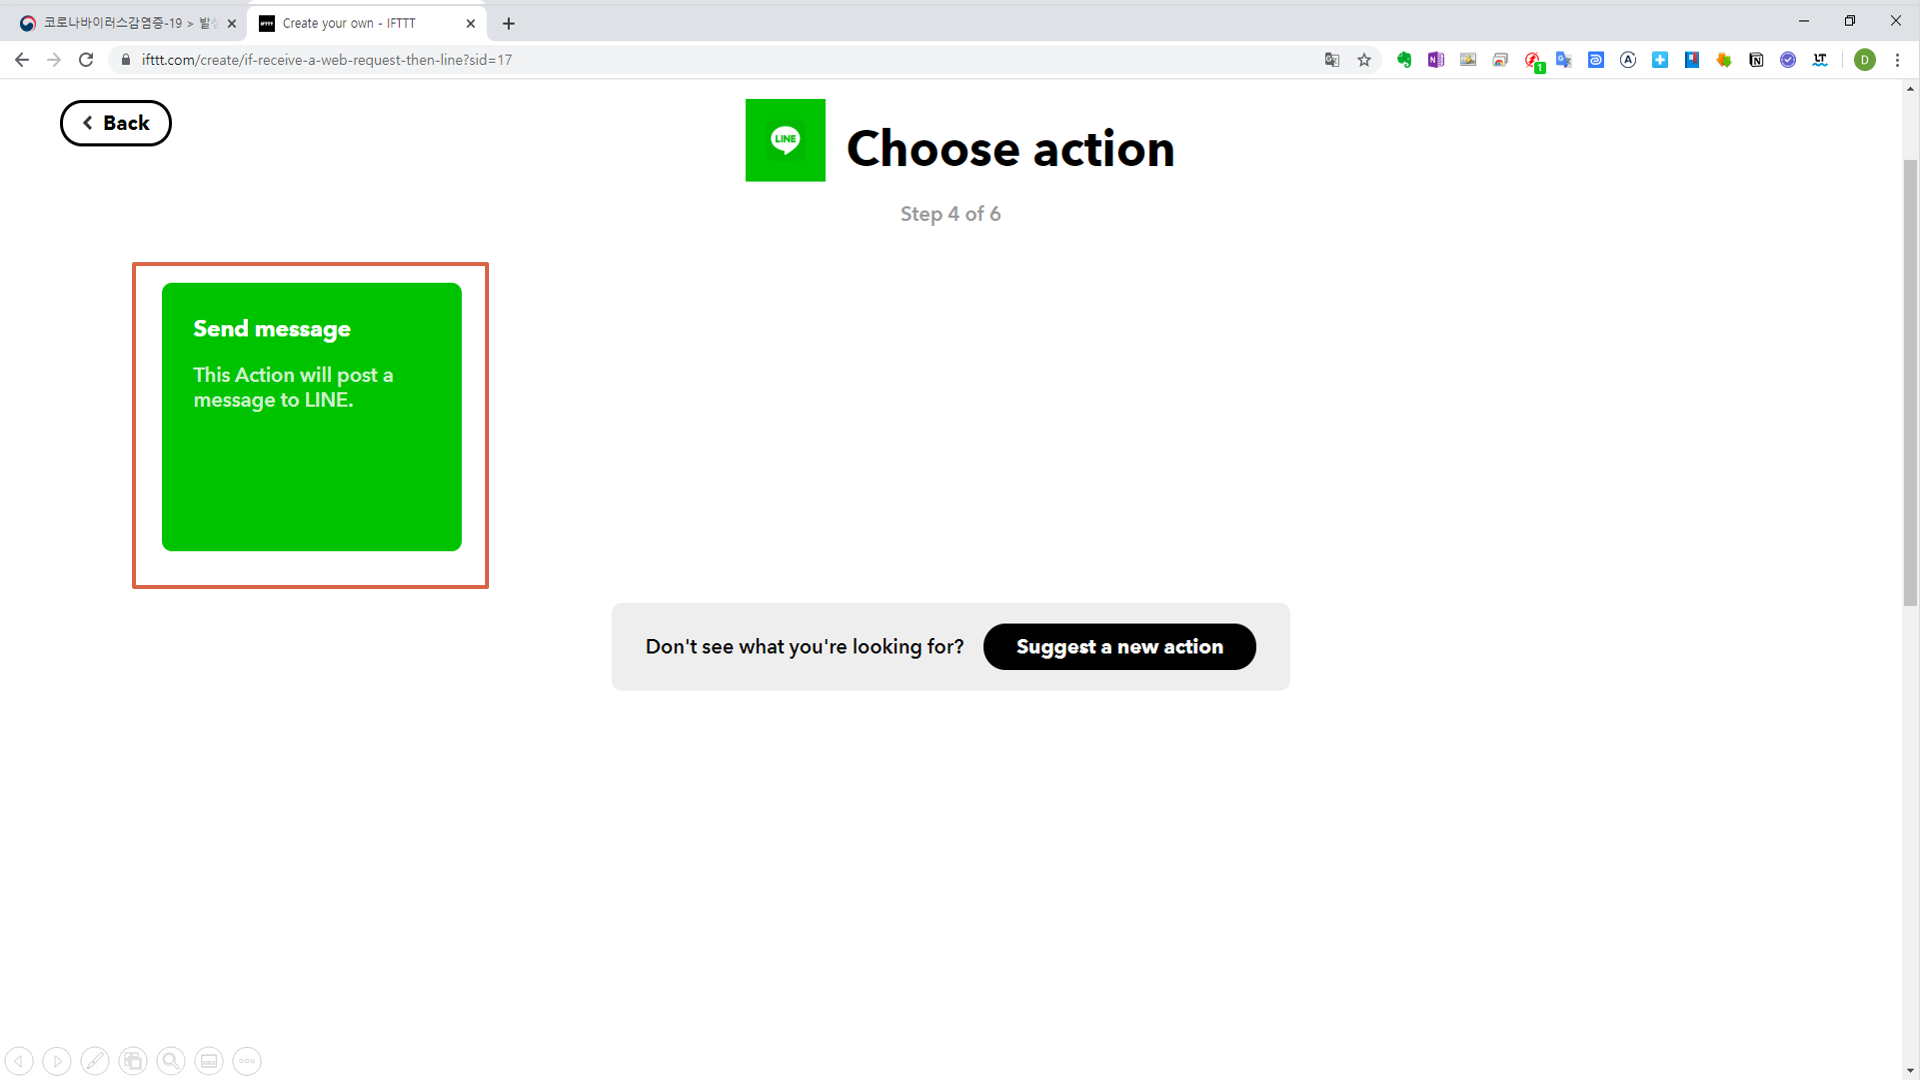 코로나바이러스감염증-19 > 발생
Create your own - IFTTT
ifttt.com/create/if-receive-a-web-request-then-line?sid=17
D
1
Back
LINE
Choose action
Step 4 of 6
Send message
This Action will post a
message to LINE.
Don't see what you're looking for?
Suggest a new action